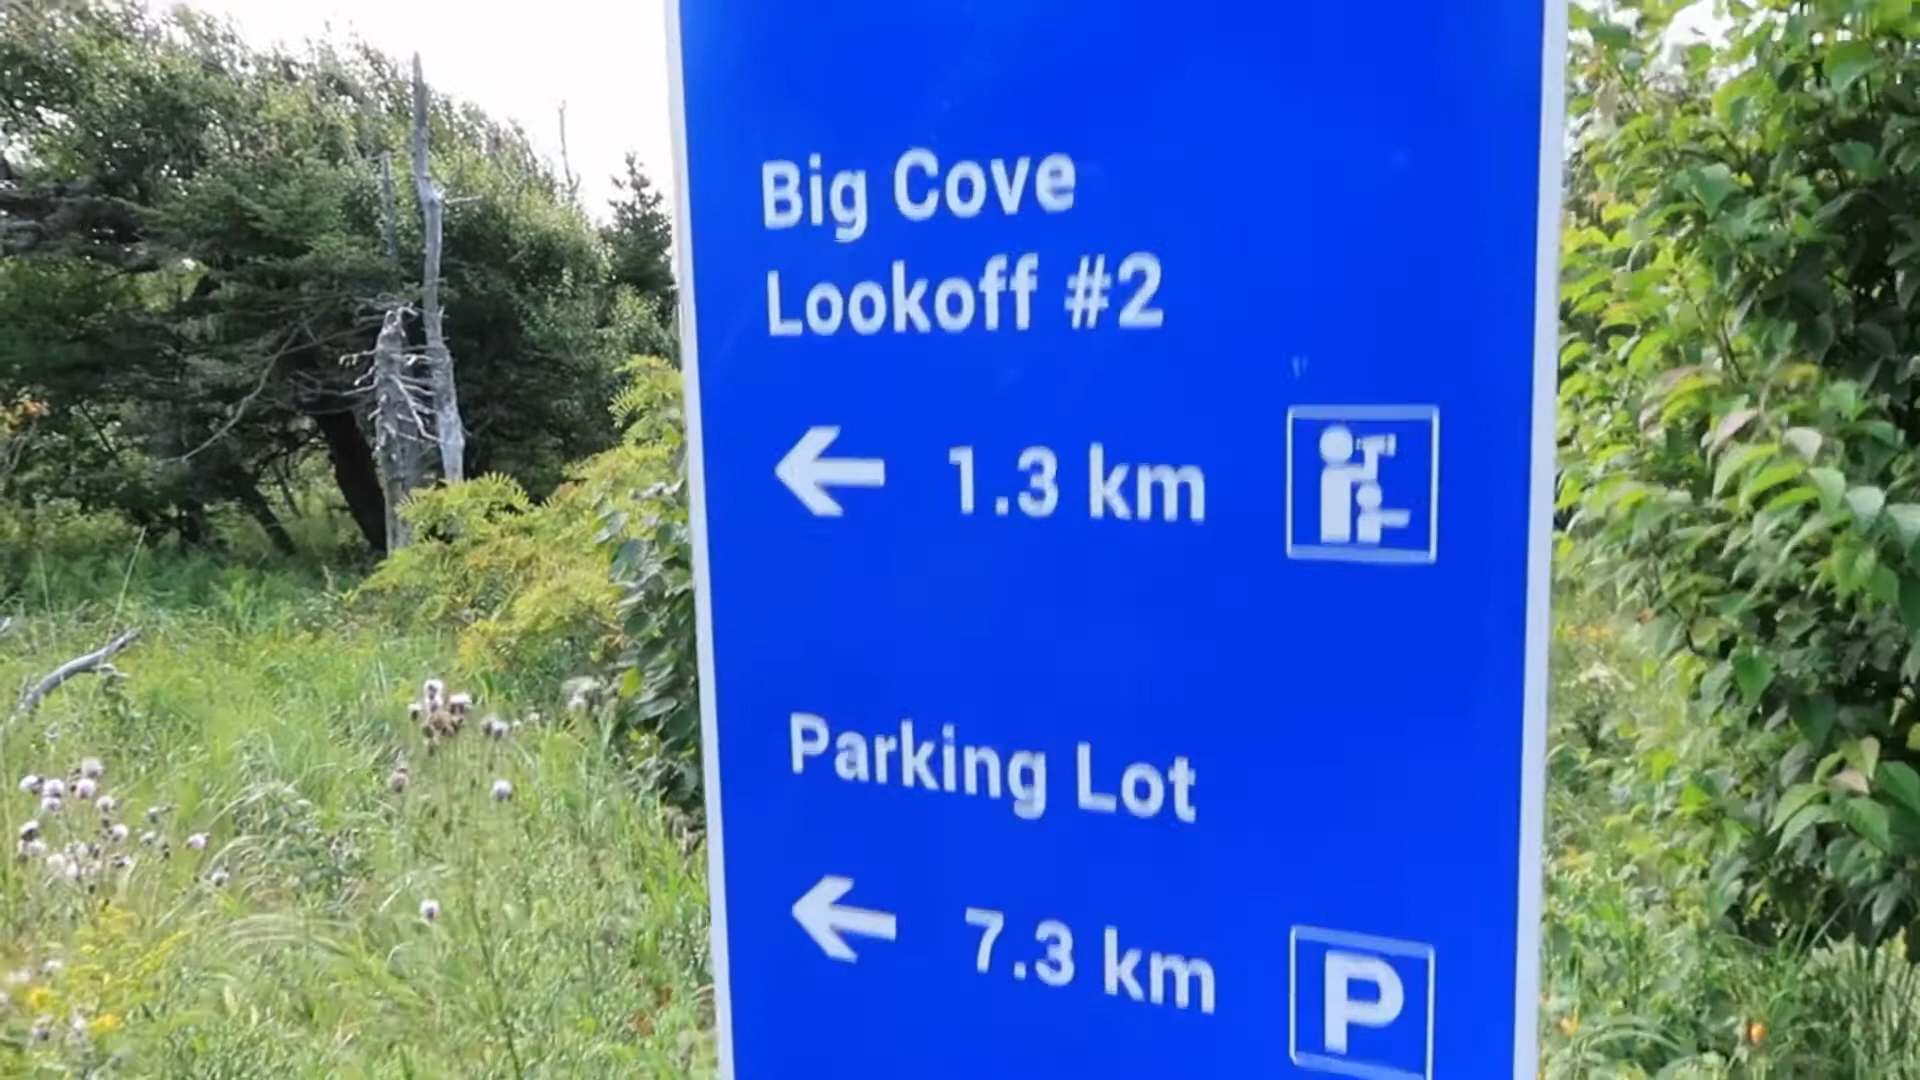 Big Cove
Lookoff #2
← 1.3 km
Parking Lot
← 7.3 km
P